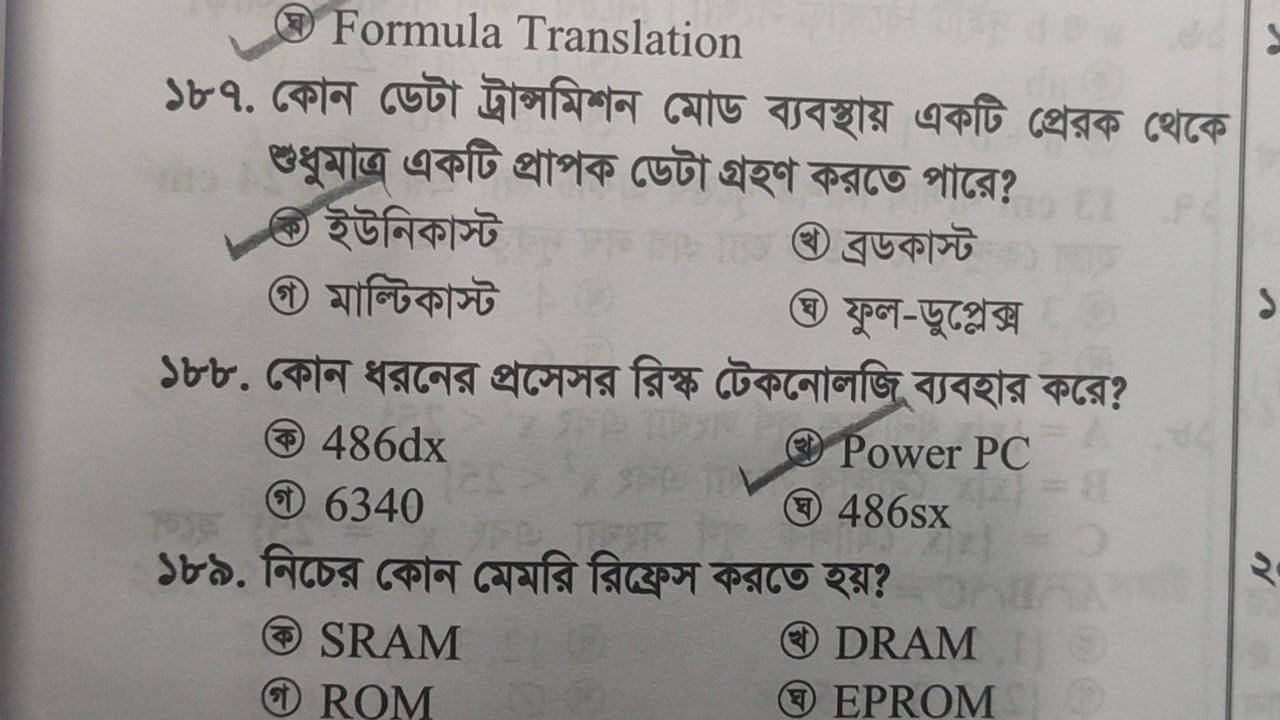 ঘ Formula Translation
১৮৭. কোন ডেটা ট্রান্সমিশন মোড ব্যবস্থায় একটি প্রেরক থেকে
শুধুমাত্র একটি প্রাপক ডেটা গ্রহণ করতে পারে?
ক ইউনিকাস্ট খ ব্রডকাস্ট
গ মাল্টিকাস্ট ঘ ফুল-ডুপ্লেক্স
১৮৮. কোন ধরনের প্রসেসর রিস্ক টেকনোলজি ব্যবহার করে?
ক 486dx খ Power PC
গ 6340 ঘ 486sx
১৮৯. নিচের কোন মেমরি রিফ্রেস করতে হয়?
ক SRAM খ DRAM
গ ROM ঘ EPROM